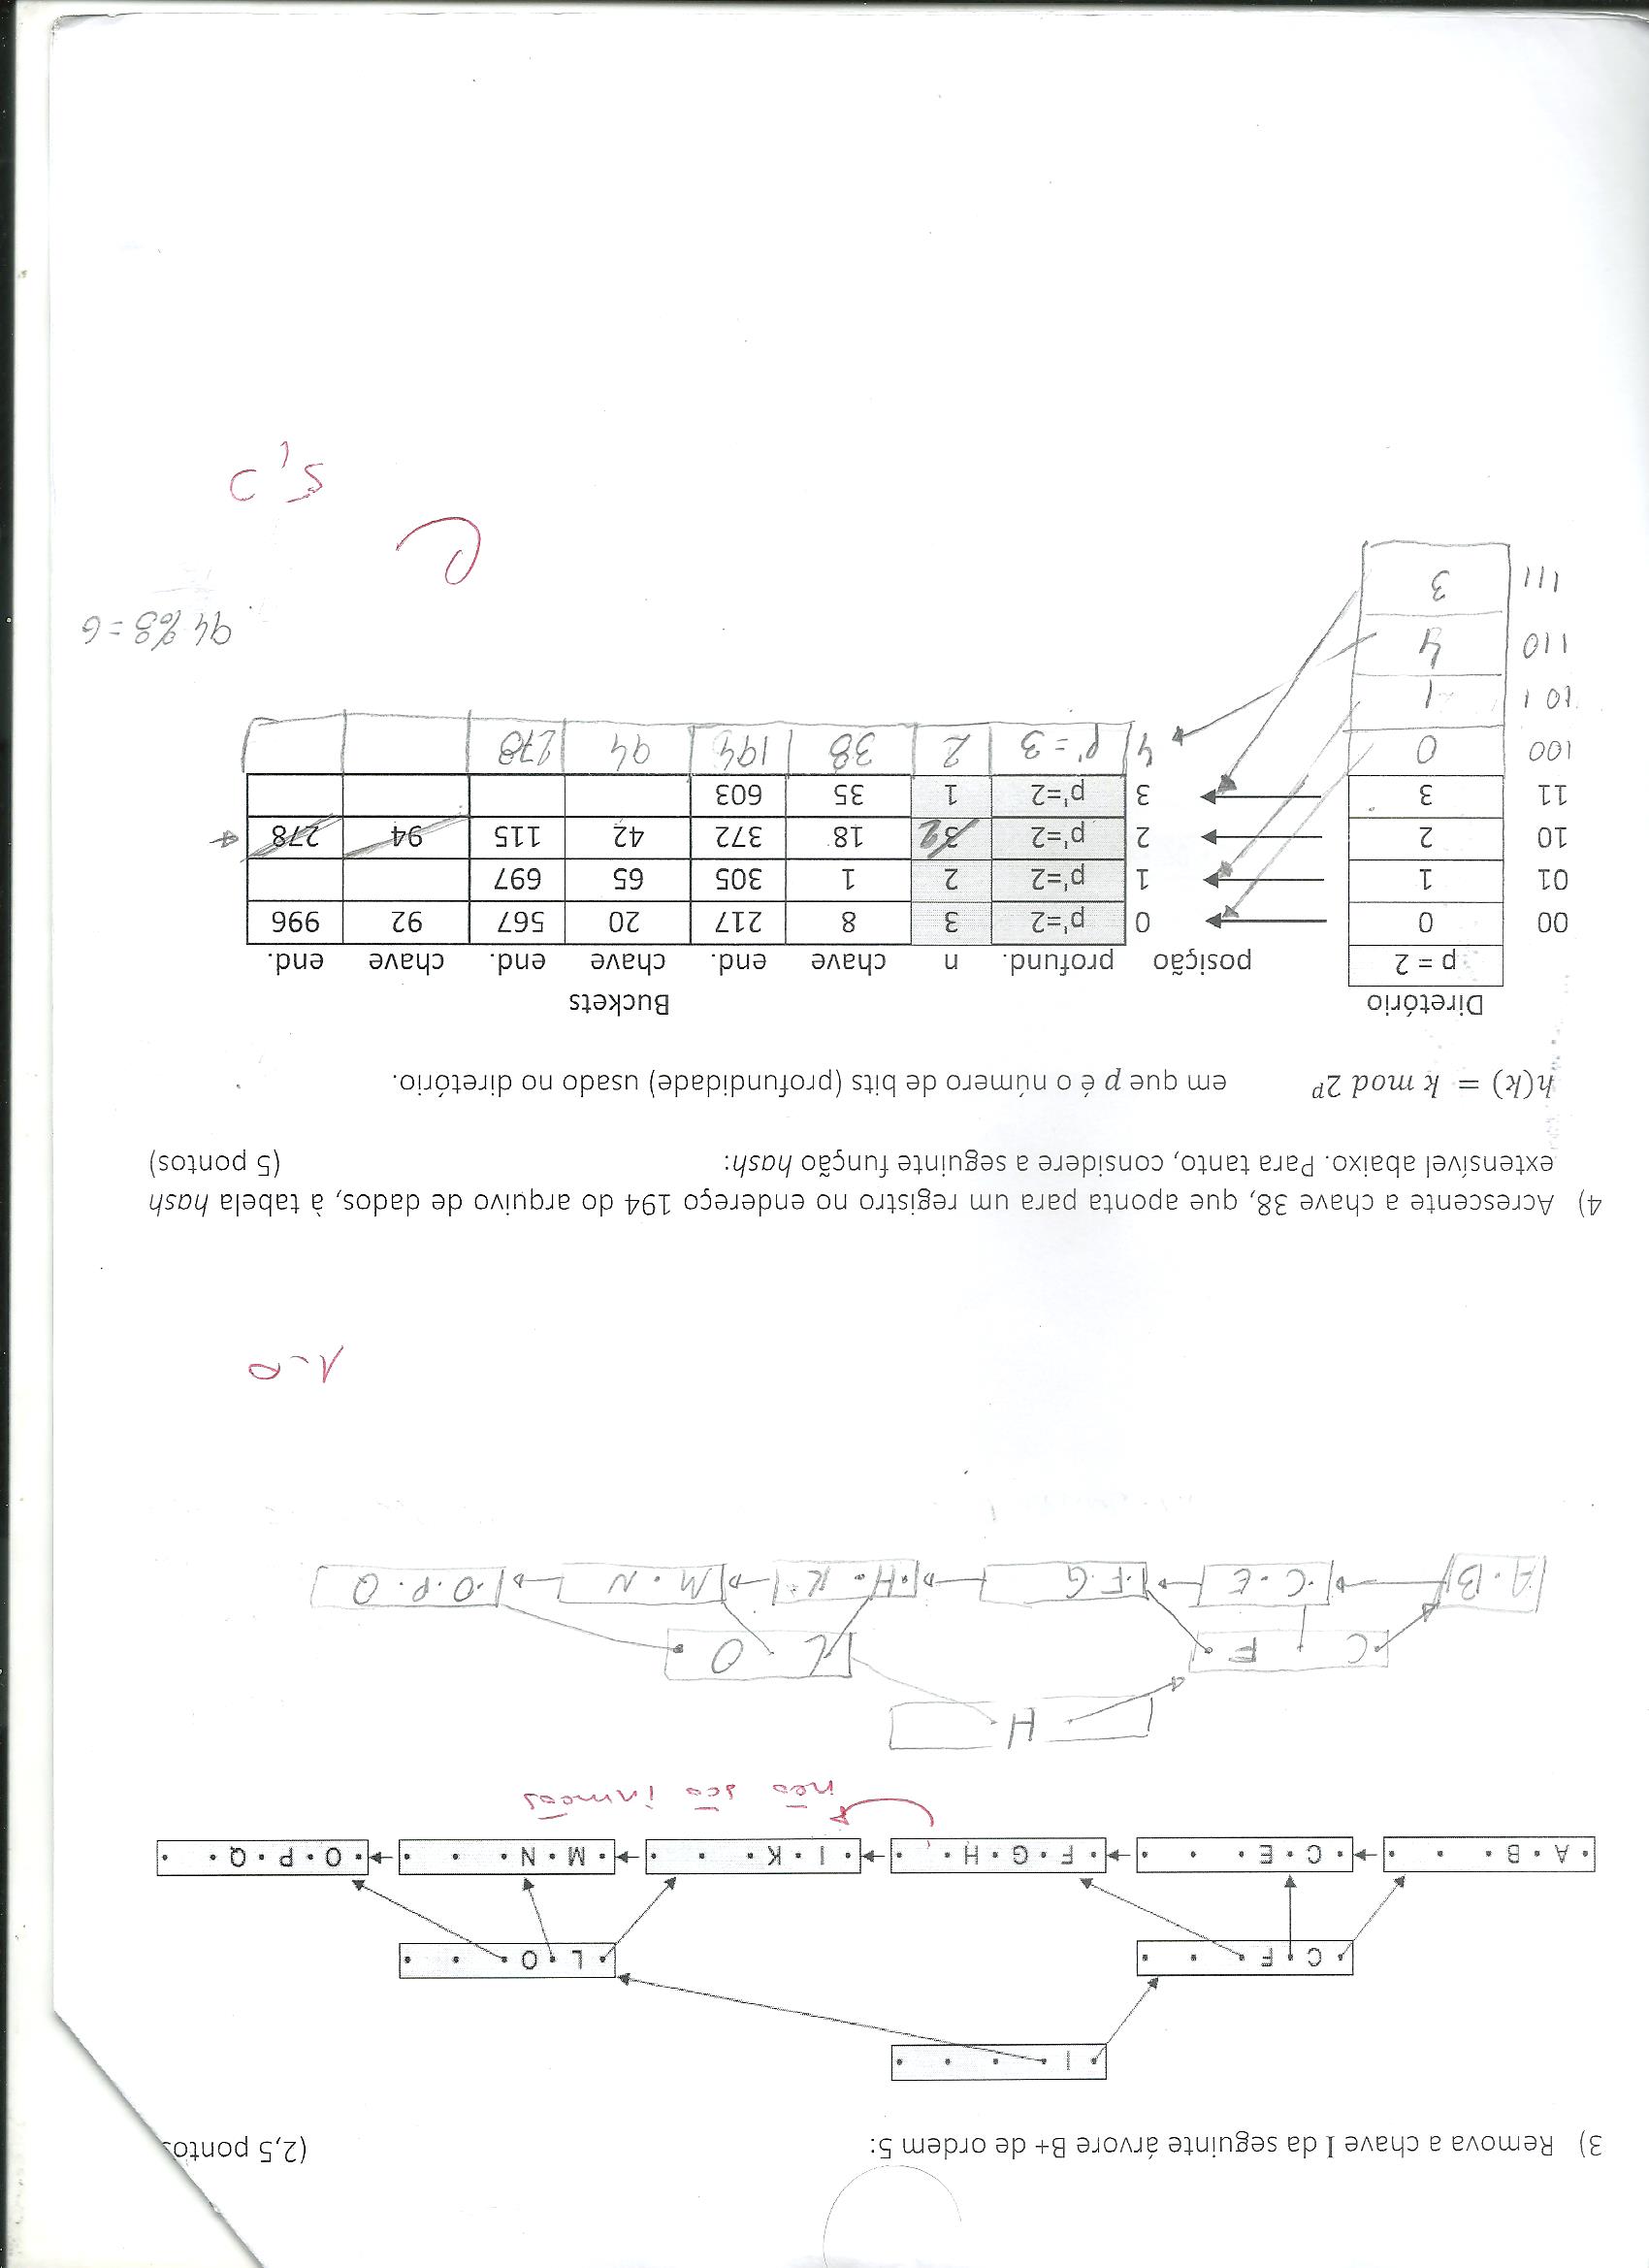 3) Remova a chave I da seguinte árvore B+ de ordem 5: (2,5 pontos
I
C F L O
A B C E F G H I K M N O P Q
não são inmãos
H
C F L O
A B C E F G H K M N O P Q
1.0
4) Acrescente a chave 38, que aponta para um registro no endereço 194 do arquivo de dados, à tabela hash
extensível abaixo. Para tanto, considere a seguinte função hash: (5 pontos)
h(k) = k mod 2^p em que p é o número de bits (profundidade) usado no diretório.
Diretório Buckets
p = 2 posição profund. n chave end. chave end. chave end.
00 0 0 p'=2 3 8 217 20 567 92 996
01 1 1 p'=2 2 1 305 65 697
10 2 2 p'=2 3 2 18 372 42 115 94 278
11 3 3 p'=2 1 35 603
100 0 4 p'=3 2 38 194 94 278
101 1
110 4
94%8=6
111 3
C
5,0